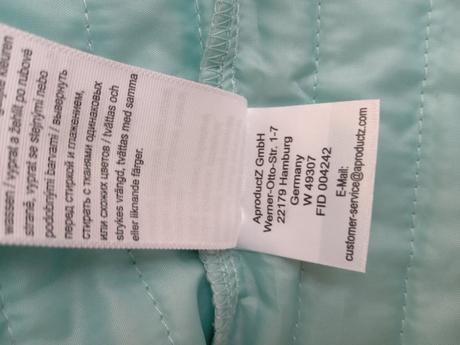 wassen / vyprat a žehlit po rubové
straně, vyprat se stejnými nebo
podobnými barvami / вывернуть
перед стиркой и глажением,
стирать с тканями одинаковых
или схожих цветов / tvättas och
strykes vrängd, tvättas med samma
eller liknande färger.
AproductZ GmbH
Werner-Otto-Str. 1-7
22179 Hamburg
Germany
W 49307
FID 004242
E-Mail:
customer-service@aproductz.com